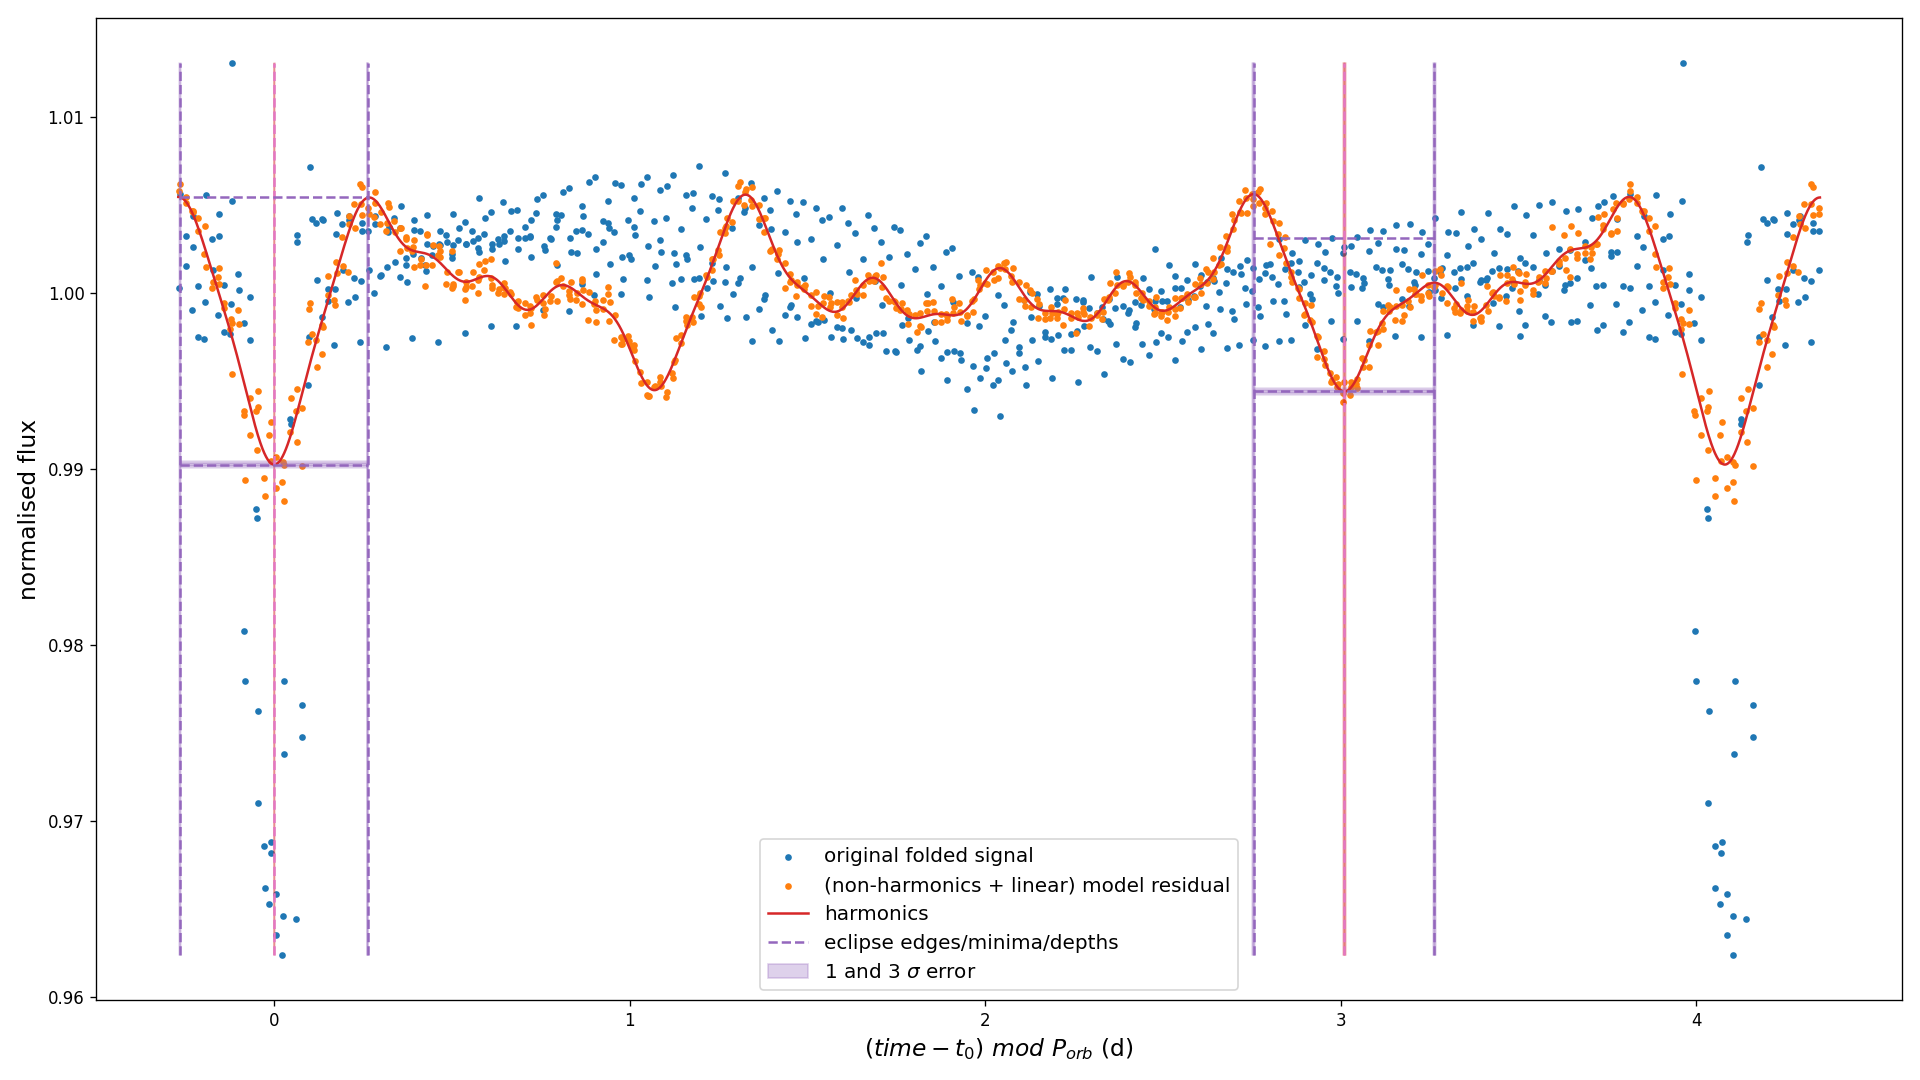 normalised flux
1.01
1.00
0.99
0.98
0.97
0.96
original folded signal
(non-harmonics + linear) model residual
harmonics
eclipse edges/minima/depths
1 and 3 σ error
0 1 2 3 4
(time − t₀) mod Pₒᵣb (d)